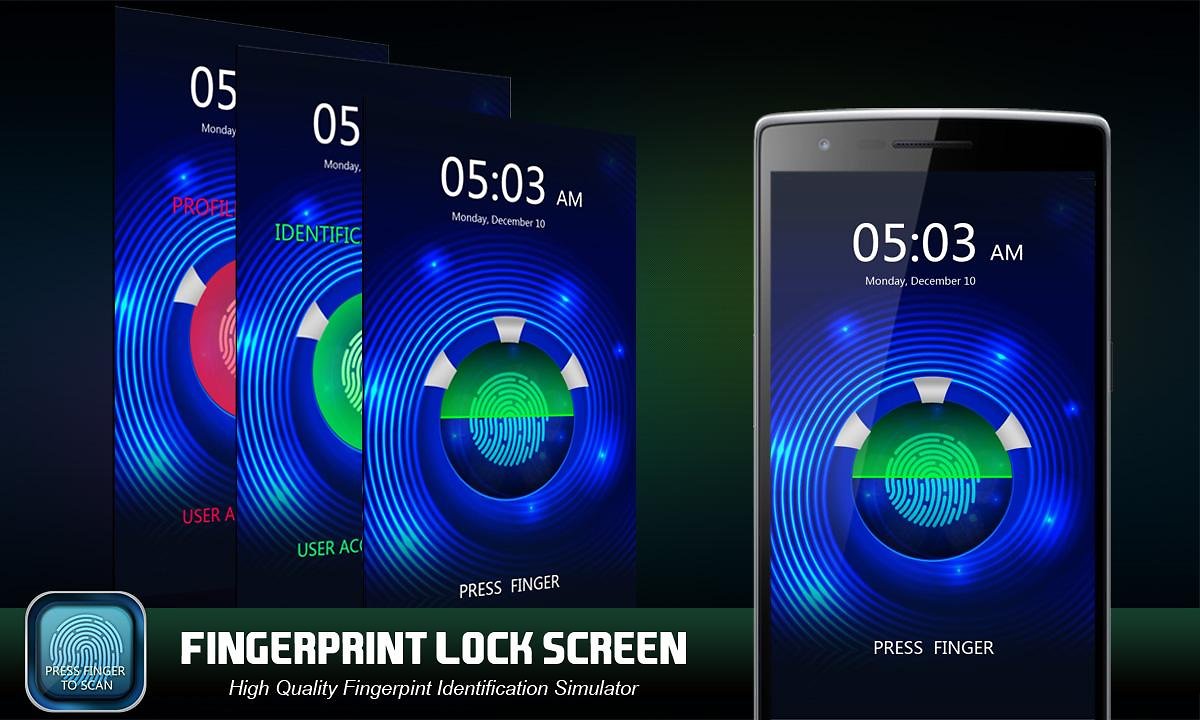 05
Monday
PROFIL
USER A
05
Monday,
IDENTIFIC
USER ACC
05:03 AM
Monday, December 10
PRESS FINGER
05:03 AM
Monday, December 10
PRESS FINGER
PRESS FINGER
TO SCAN
FINGERPRINT LOCK SCREEN
High Quality Fingerpint Identification Simulator